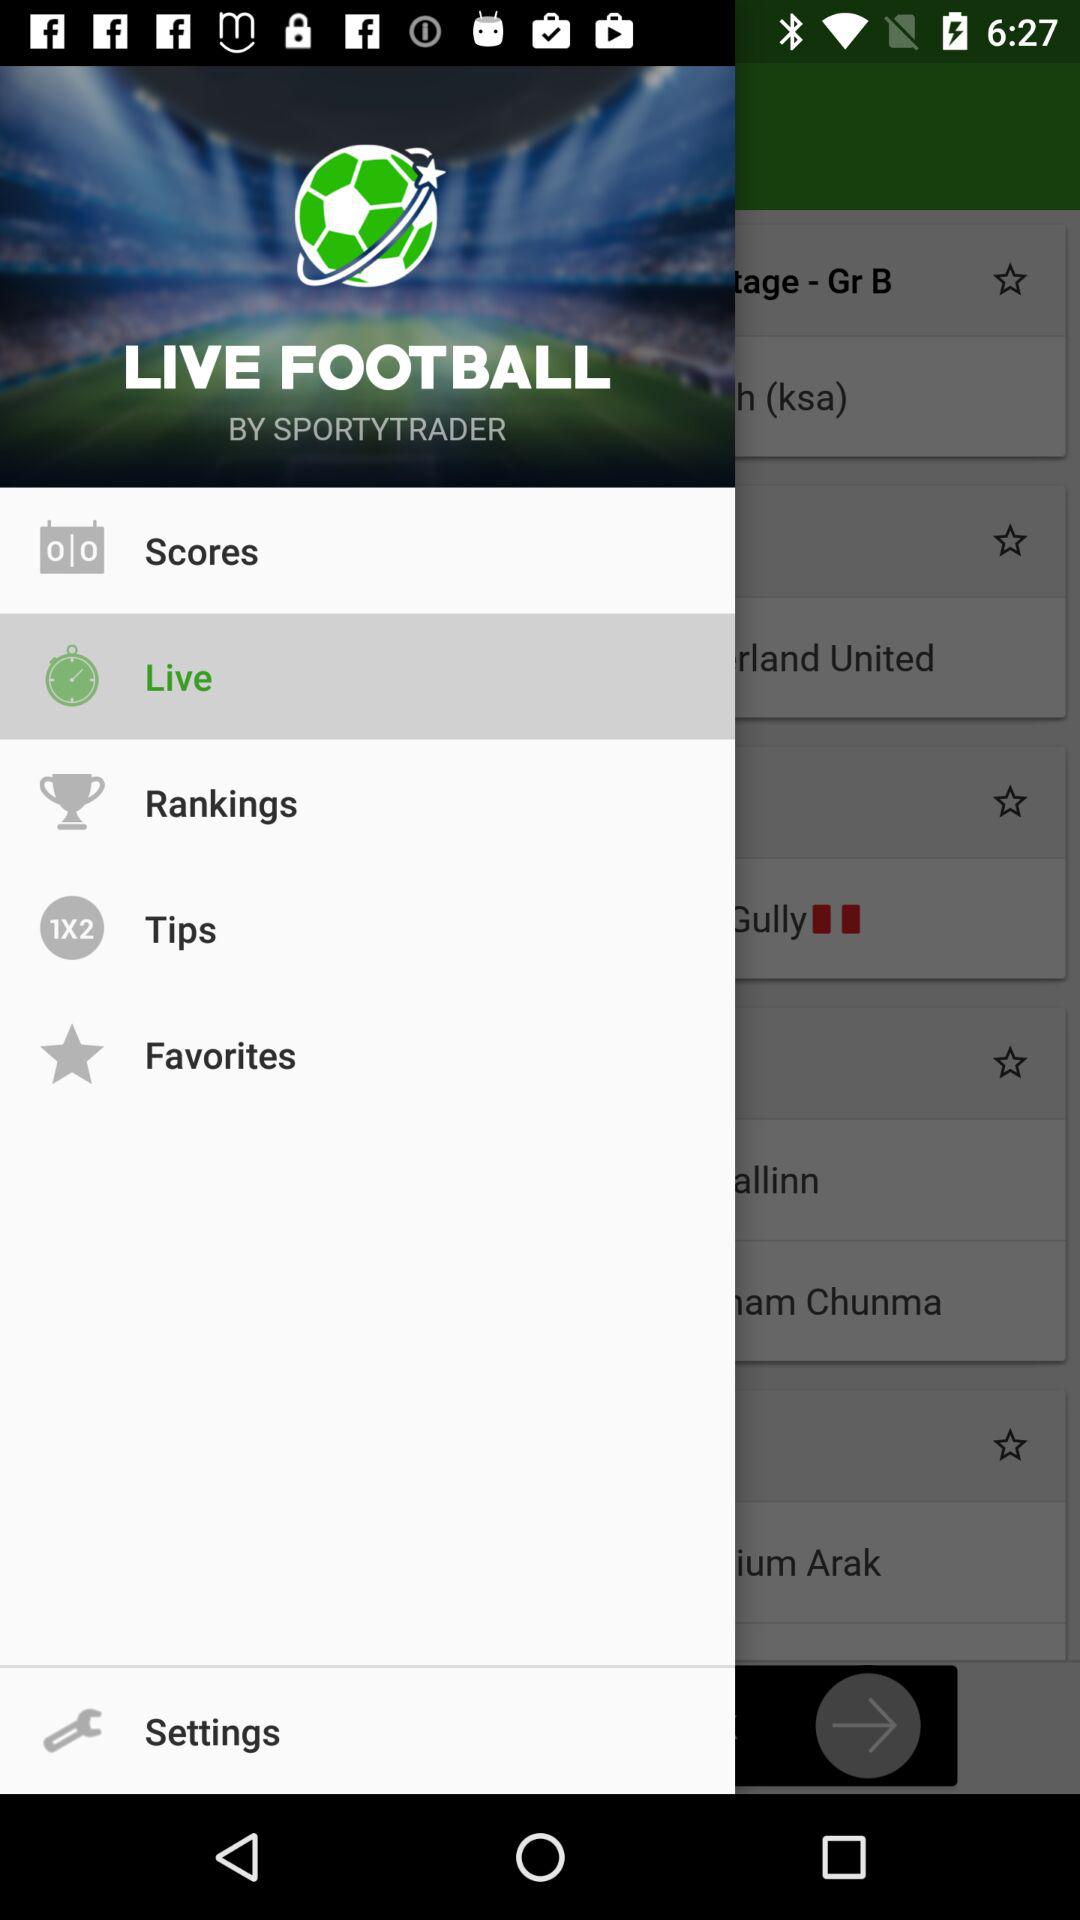 6:27
LIVE FOOTBALL
BY SPORTYTRADER
tage - Gr B
h (ksa)
0|0 Scores
rland United
Live
Rankings
Gully
1X2 Tips
Favorites
allinn
nam Chunma
ium Arak
Settings